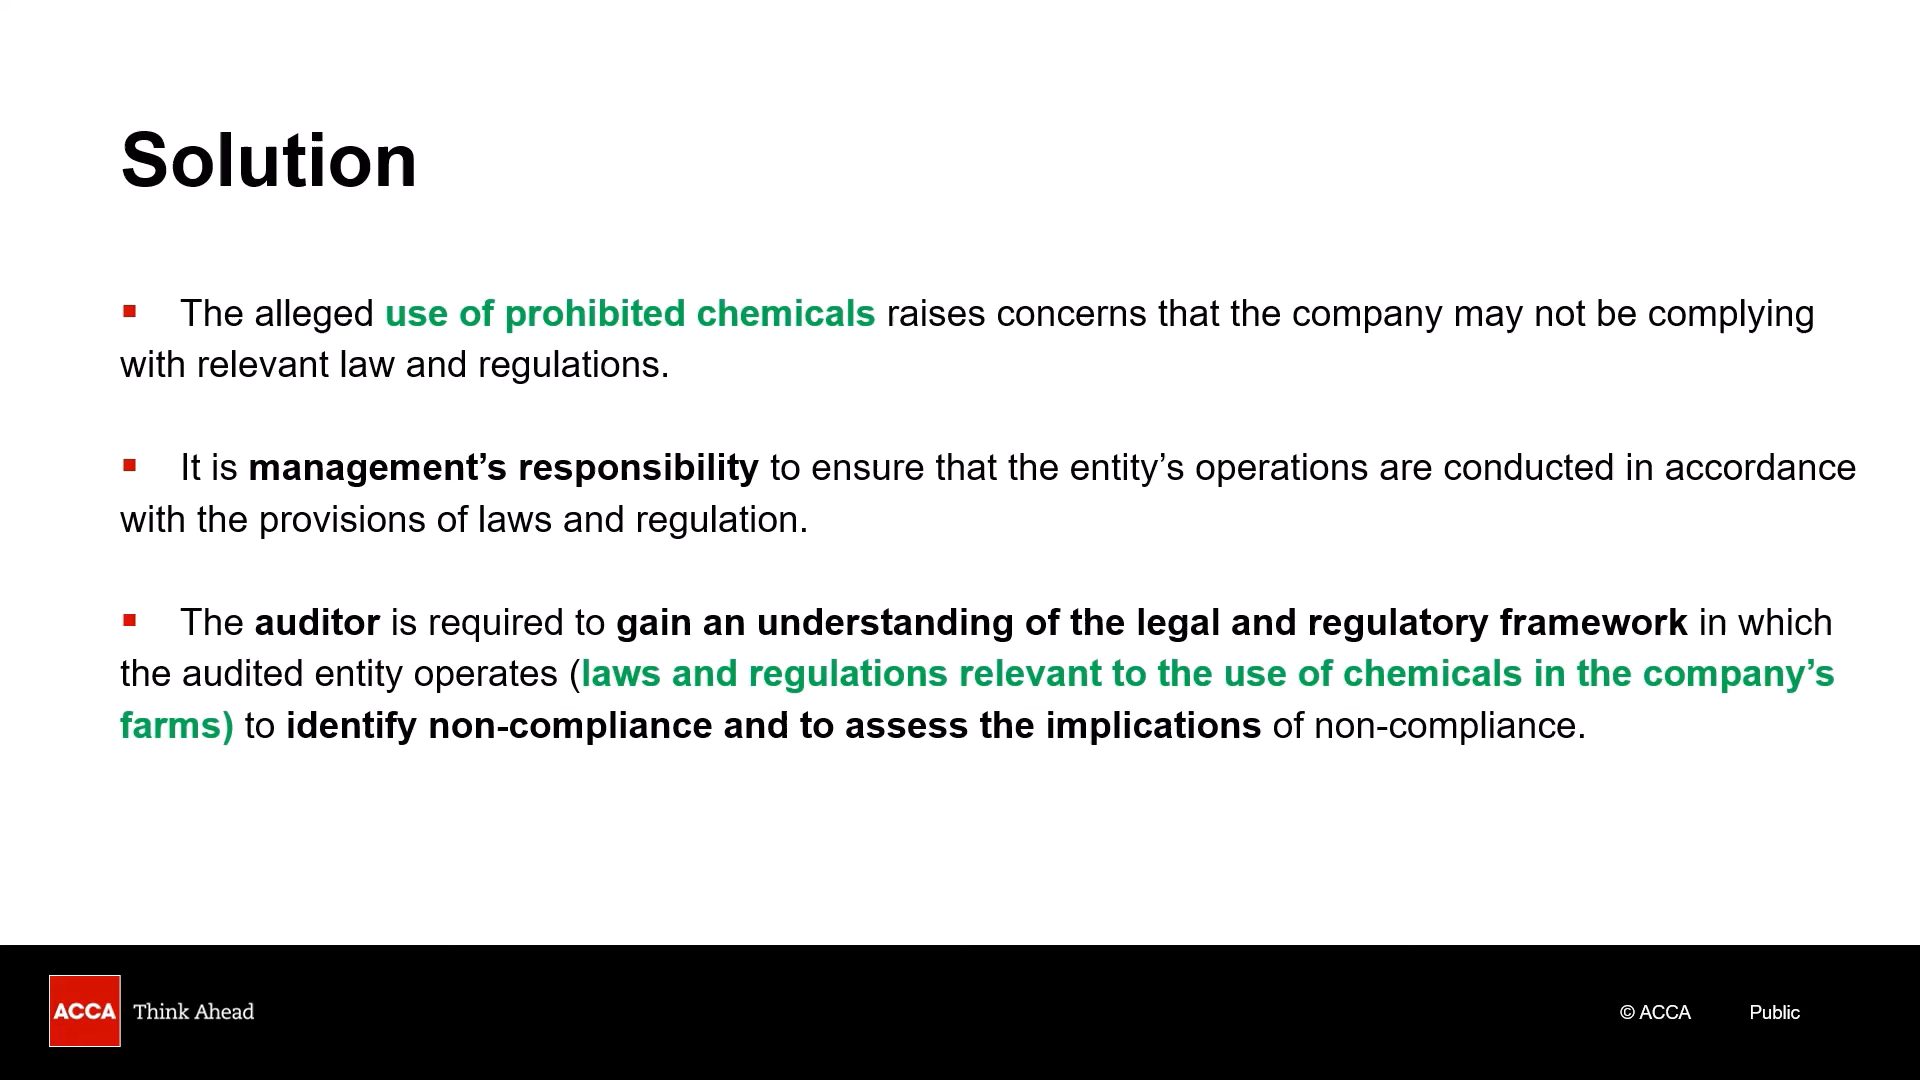 Solution
▪ The alleged use of prohibited chemicals raises concerns that the company may not be complying
with relevant law and regulations.
▪ It is management’s responsibility to ensure that the entity’s operations are conducted in accordance
with the provisions of laws and regulation.
▪ The auditor is required to gain an understanding of the legal and regulatory framework in which
the audited entity operates (laws and regulations relevant to the use of chemicals in the company’s
farms) to identify non-compliance and to assess the implications of non-compliance.
ACCA Think Ahead
© ACCA Public